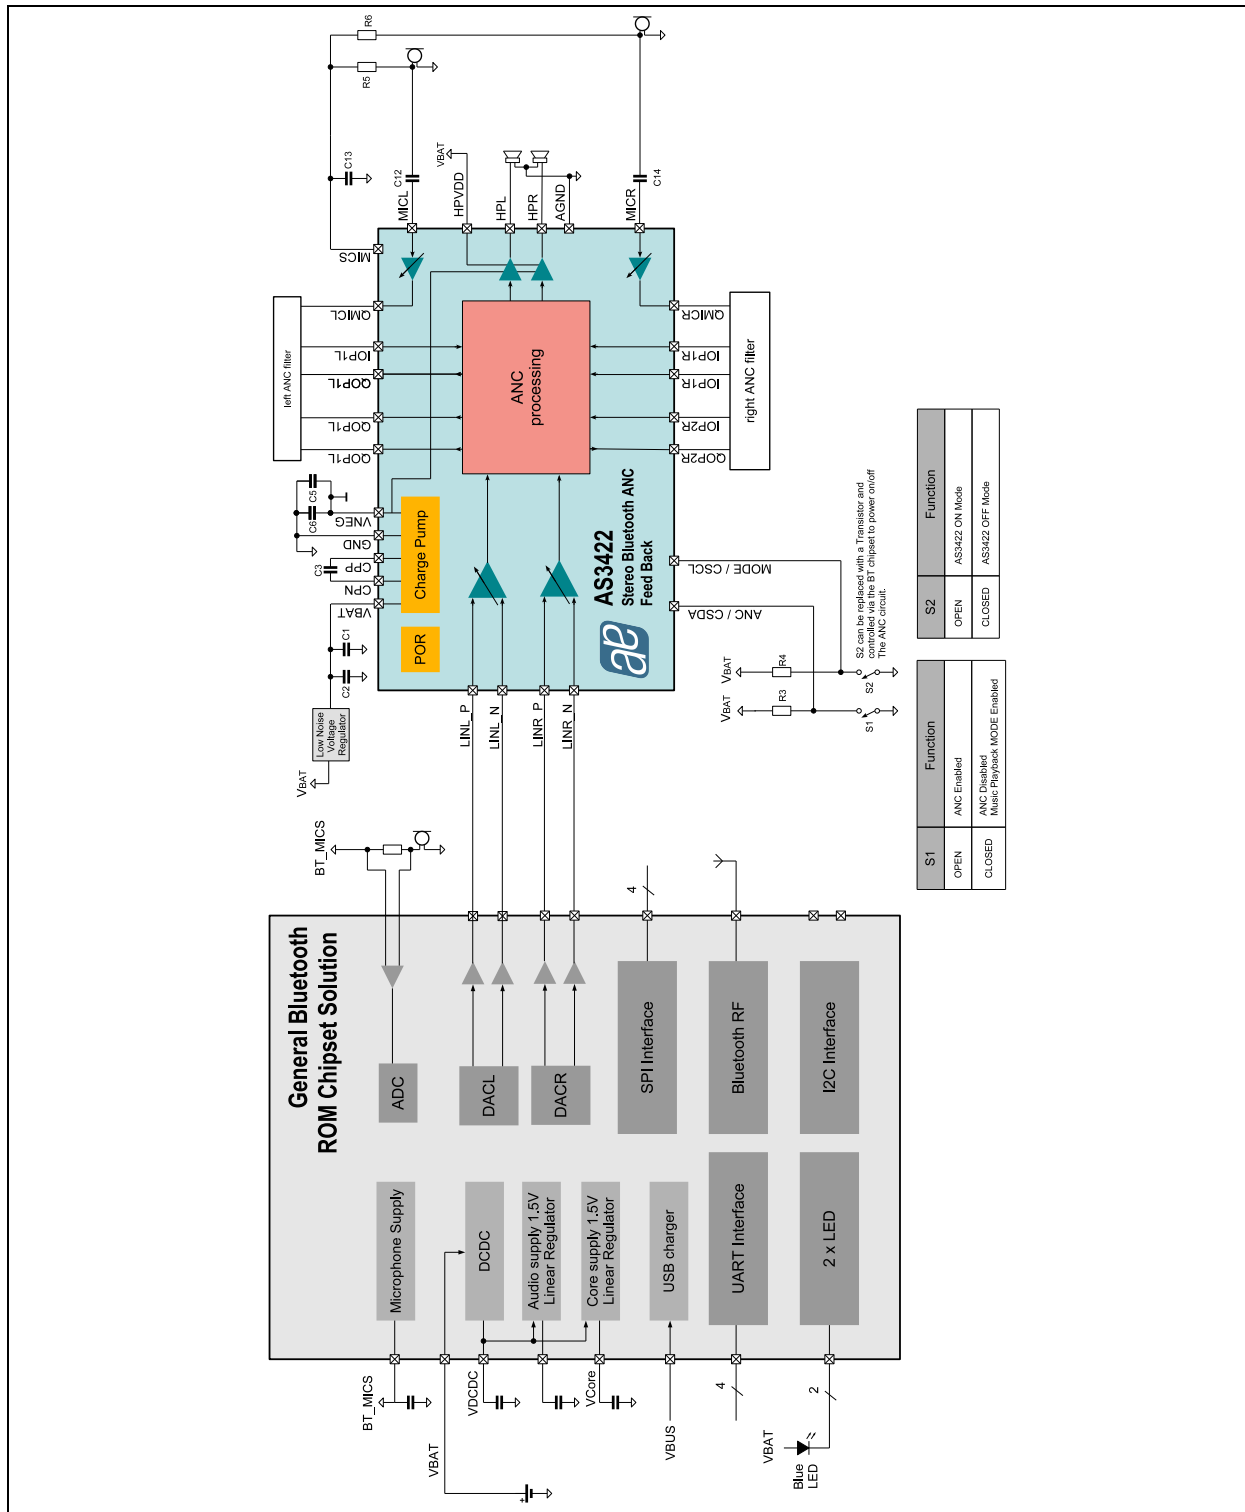 General Bluetooth
ROM Chipset Solution
Microphone Supply
DCDC
Audio supply 1.5V
Linear Regulator
Core supply 1.5V
Linear Regulator
USB charger
UART Interface
2 x LED
ADC
DACL
DACR
SPI Interface
Bluetooth RF
I2C Interface
BT_MICS
VBAT
VDCDC
VCore
VBUS
4
2
VBAT
Blue
LED
BT_MICS
4
LINL_P
LINL_N
LINR_P
LINR_N
VBAT
Low Noise
Voltage
Regulator
C2
C1
C3
C6
C5
VBAT
CPN
CPP
GND
VNEG
QOP1L
QOP1L
QOP1L
IOP1L
QMICL
left ANC filter
MICS
POR
Charge Pump
ANC
processing
ae
AS3422
Stereo Bluetooth ANC
Feed Back
MICL
HPVDD
HPL
HPR
AGND
MICR
C13
C12
VBAT
C14
R5
R6
ANC / CSDA
MODE / CSCL
QOP2R
IOP2R
IOP1R
IOP1R
QMICR
right ANC filter
VBAT
VBAT
R3
R4
S1
S2
S2 can be replaced with a Transistor and
controlled via the BT chipset to power on/off
The ANC circuit.
S1 Function
OPEN ANC Enabled
CLOSED ANC Disabled
Music Playback MODE Enabled
S2 Function
OPEN AS3422 ON Mode
CLOSED AS3422 OFF Mode